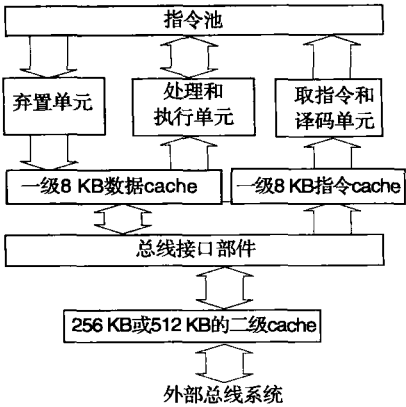 指令池
弃置单元
处理和
执行单元
取指令和
译码单元
一级8 KB数据cache
一级8 KB指令cache
总线接口部件
256 KB或512 KB的二级cache
外部总线系统